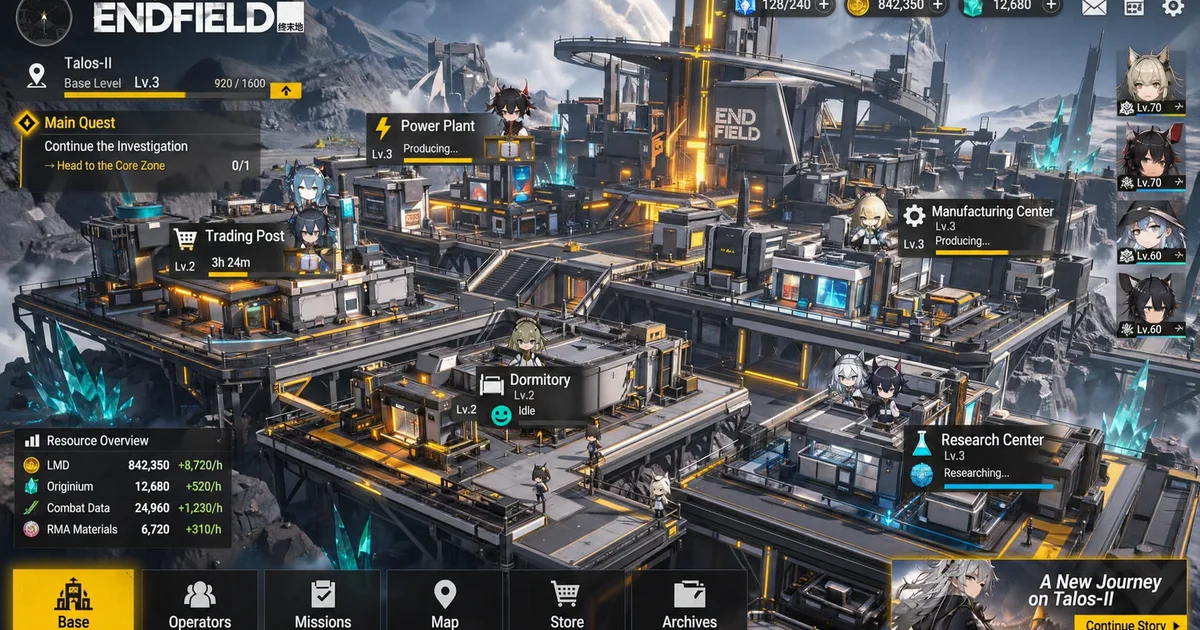 ENDFIELD 终末地
128/240 +
842,350 +
12,680 +
Talos-II
Base Level Lv.3 920 / 1600
Main Quest
Continue the Investigation
→ Head to the Core Zone 0/1
Power Plant
Lv.3 Producing...
Trading Post
Lv.2 3h 24m
END
FIELD
Manufacturing Center
Lv.3
Lv.3 Producing...
Lv.70
Lv.70
Lv.60
Lv.60
Dormitory
Lv.2
Lv.2 Idle
Research Center
Lv.3
Researching...
Resource Overview
LMD 842,350 +8,720/h
Originium 12,680 +520/h
Combat Data 24,960 +1,230/h
RMA Materials 6,720 +310/h
A New Journey
on Talos-II
Continue Story
Base Operators Missions Map Store Archives